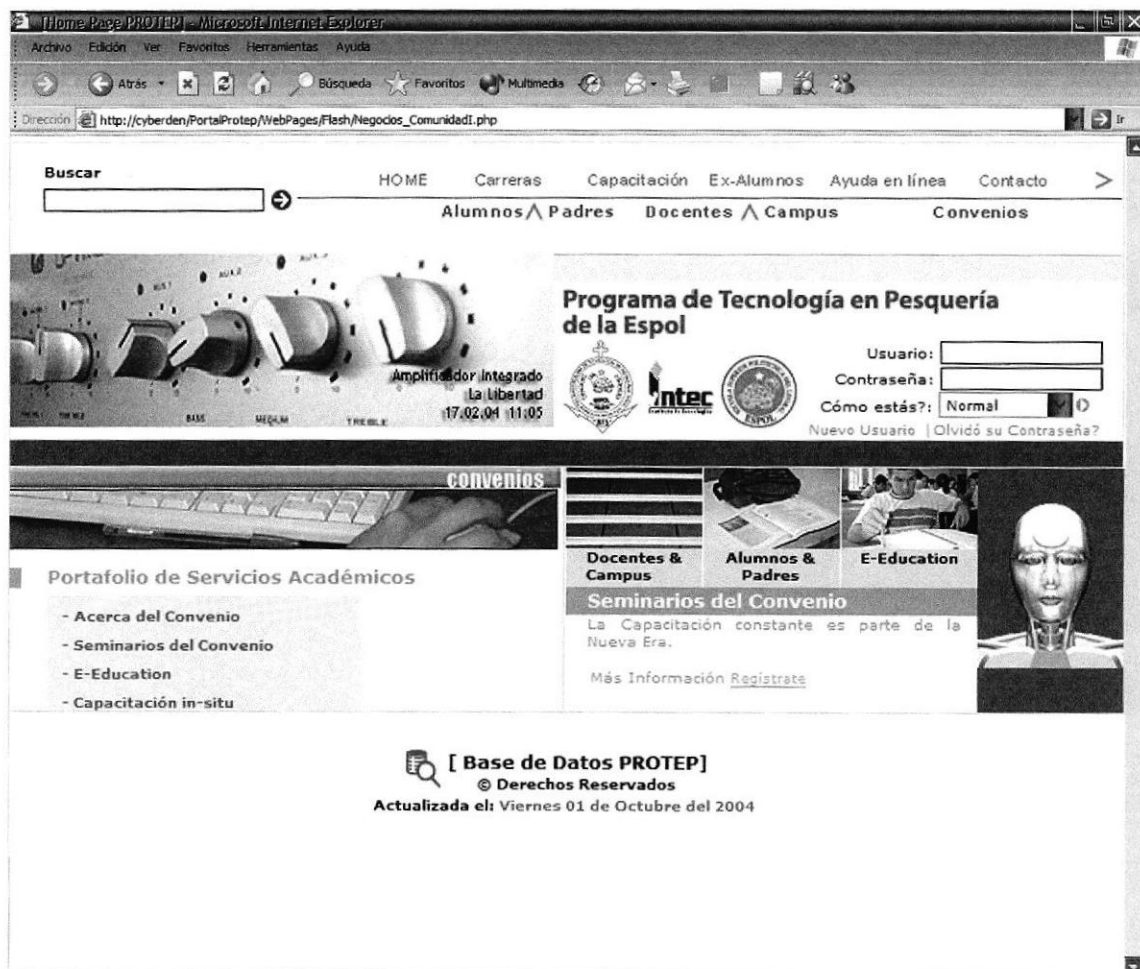 [Home Page PROTEP] - Microsoft Internet Explorer
Archivo Edición Ver Favoritos Herramientas Ayuda
Atrás Búsqueda Favoritos Multimedia
Dirección http://cyberden/PortalProtep/WebPages/Flash/Negocios_ComunidadI.php Ir
Buscar
HOME Carreras Capacitación Ex-Alumnos Ayuda en línea Contacto >
Alumnos Padres Docentes Campus Convenios
AUX 2
BASS MEDIUM TREBLE
Amplificador Integrado
La Libertad
17.02.04 11:05
Programa de Tecnología en Pesquería
de la Espol
intec
ESPOL
Usuario:
Contraseña:
Cómo estás?: Normal
Nuevo Usuario | Olvidó su Contraseña?
convenios
Portafolio de Servicios Académicos
- Acerca del Convenio
- Seminarios del Convenio
- E-Education
- Capacitación in-situ
Docentes &
Campus
Alumnos &
Padres
E-Education
Seminarios del Convenio
La Capacitación constante es parte de la
Nueva Era.
Más Información Registrate
[ Base de Datos PROTEP]
© Derechos Reservados
Actualizada el: Viernes 01 de Octubre del 2004